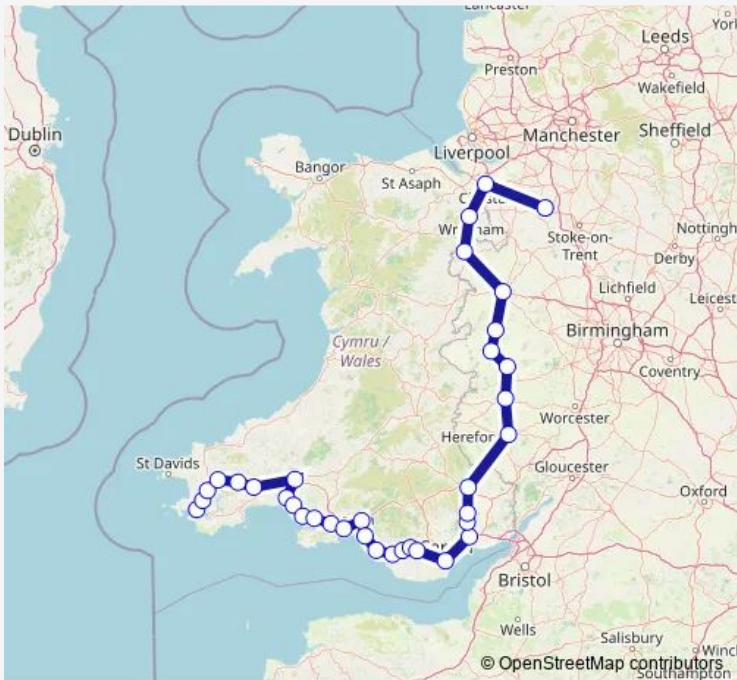 Lancaster
York
Leeds
Preston
Wakefield
Dublin
Manchester
Sheffield
Liverpool
Bangor
St Asaph
Stoke-on-
Trent
Nottingh
Derby
Lichfield
Leicest
Birmingham
Cymru /
Wales
Coventry
Worcester
Herefor
St Davids
Gloucester
Oxford
Bristol
Wells
Salisbury
Winc
Southampton
© OpenStreetMap contributors